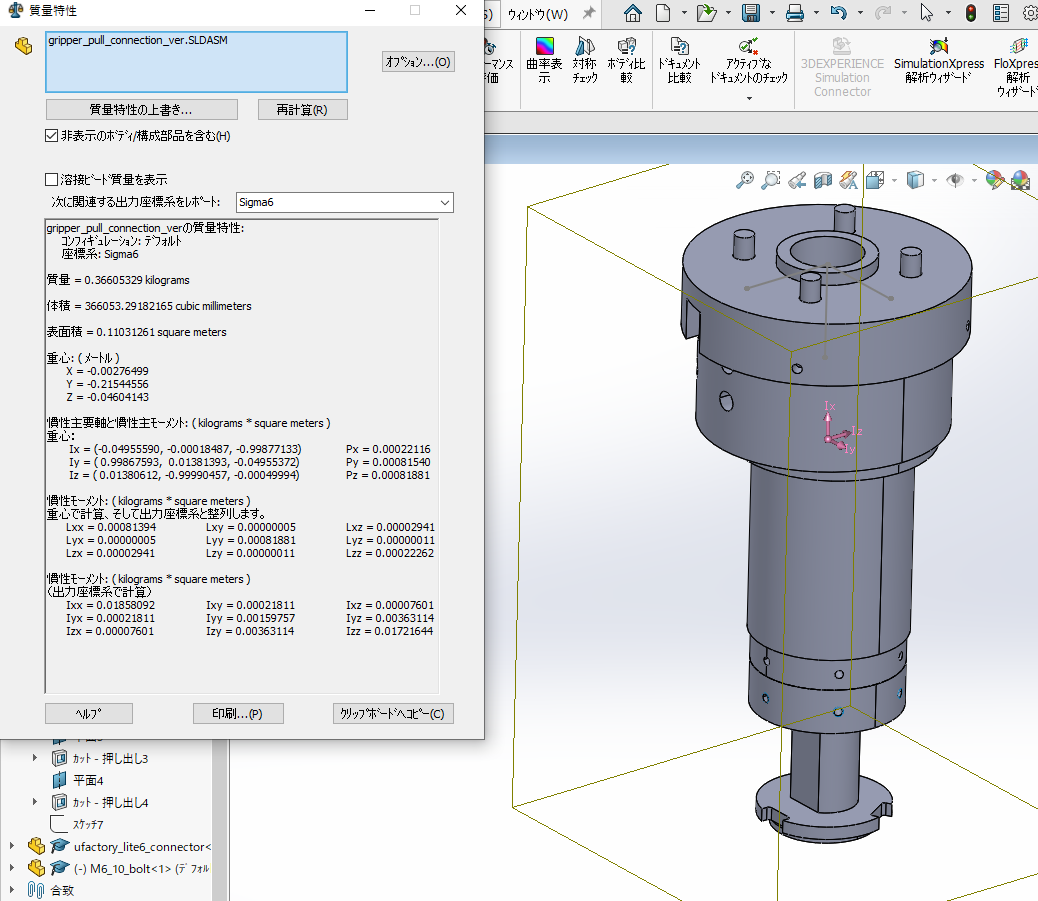 質量特性
gripper_pull_connection_ver.SLDASM
ｵﾌﾟｼｮﾝ...(O)
質量特性の上書き...
再計算(R)
非表示のﾎﾞﾃﾞｨ/構成部品を含む(H)
溶接ﾋﾞｰﾄﾞ質量を表示
次に関連する出力座標系をﾚﾎﾟｰﾄ:
Sigma6
gripper_pull_connection_verの質量特性:
ｺﾝﾌｨｷﾞｭﾚｰｼｮﾝ: ﾃﾞﾌｫﾙﾄ
座標系: Sigma6
質量 = 0.36605329 kilograms
体積 = 366053.29182165 cubic millimeters
表面積 = 0.11031261 square meters
重心: ( ﾒｰﾄﾙ )
X = -0.00276499
Y = -0.21544556
Z = -0.04604143
慣性主要軸と慣性主ﾓｰﾒﾝﾄ: ( kilograms * square meters )
重心:
Ix = (-0.04955590, -0.00018487, -0.99877133) Px = 0.00022116
Iy = ( 0.99867593, 0.01381393, -0.04955372) Py = 0.00081540
Iz = ( 0.01380612, -0.99990457, -0.00049994) Pz = 0.00081881
慣性ﾓｰﾒﾝﾄ: ( kilograms * square meters )
重心で計算、そして出力座標系と整列します。
Lxx = 0.00081394 Lxy = 0.00000005 Lxz = 0.00002941
Lyx = 0.00000005 Lyy = 0.00081881 Lyz = 0.00000011
Lzx = 0.00002941 Lzy = 0.00000011 Lzz = 0.00022262
慣性ﾓｰﾒﾝﾄ: ( kilograms * square meters )
（出力座標系で計算）
Ixx = 0.01858092 Ixy = 0.00021811 Ixz = 0.00007601
Iyx = 0.00021811 Iyy = 0.00159757 Iyz = 0.00363114
Izx = 0.00007601 Izy = 0.00363114 Izz = 0.01721644
ﾍﾙﾌﾟ
印刷...(P)
ｸﾘｯﾌﾟﾎﾞｰﾄﾞへｺﾋﾟｰ(C)
ｶｯﾄ - 押し出し3
平面4
ｶｯﾄ - 押し出し4
ｽｹｯﾁ7
ufactory_lite6_connector<
(-) M6_10_bolt<1> (ﾃﾞﾌｫﾙ
合致
S)
ｳｨﾝﾄﾞｳ(W)
ｰﾏﾝｽ
価
曲率表
示
対称
ﾁｪｯｸ
ﾎﾞﾃﾞｨ比
較
ﾄﾞｷｭﾒﾝﾄ
比較
ｱｸﾃｨﾌﾞな
ﾄﾞｷｭﾒﾝﾄのﾁｪｯｸ
3DEXPERIENCE
Simulation
Connector
SimulationXpress
解析ｳｨｻﾞｰﾄﾞ
FloXpres
解析
ｳｨｻﾞｰﾄﾞ
Ix
Iz
Iy